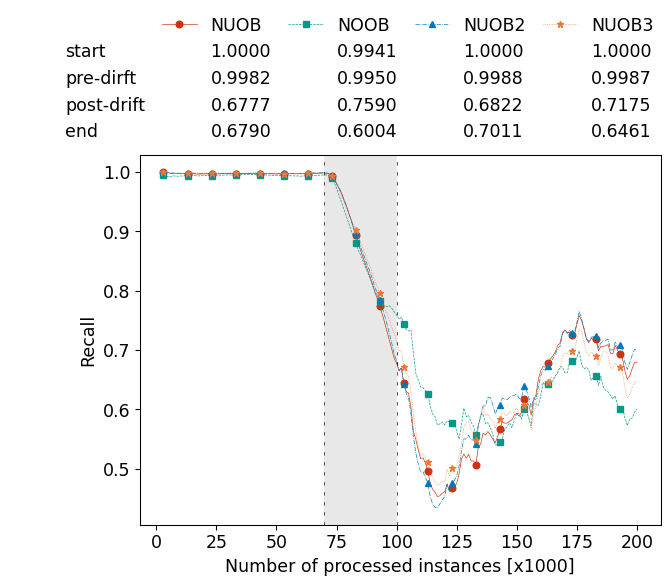 NUOB NOOB NUOB2 NUOB3
start 1.0000 0.9941 1.0000 1.0000
pre-dirft 0.9982 0.9950 0.9988 0.9987
post-drift 0.6777 0.7590 0.6822 0.7175
end 0.6790 0.6004 0.7011 0.6461
1.0
0.9
0.8
0.7
0.6
0.5
Recall
0 25 50 75 100 125 150 175 200
Number of processed instances [x1000]